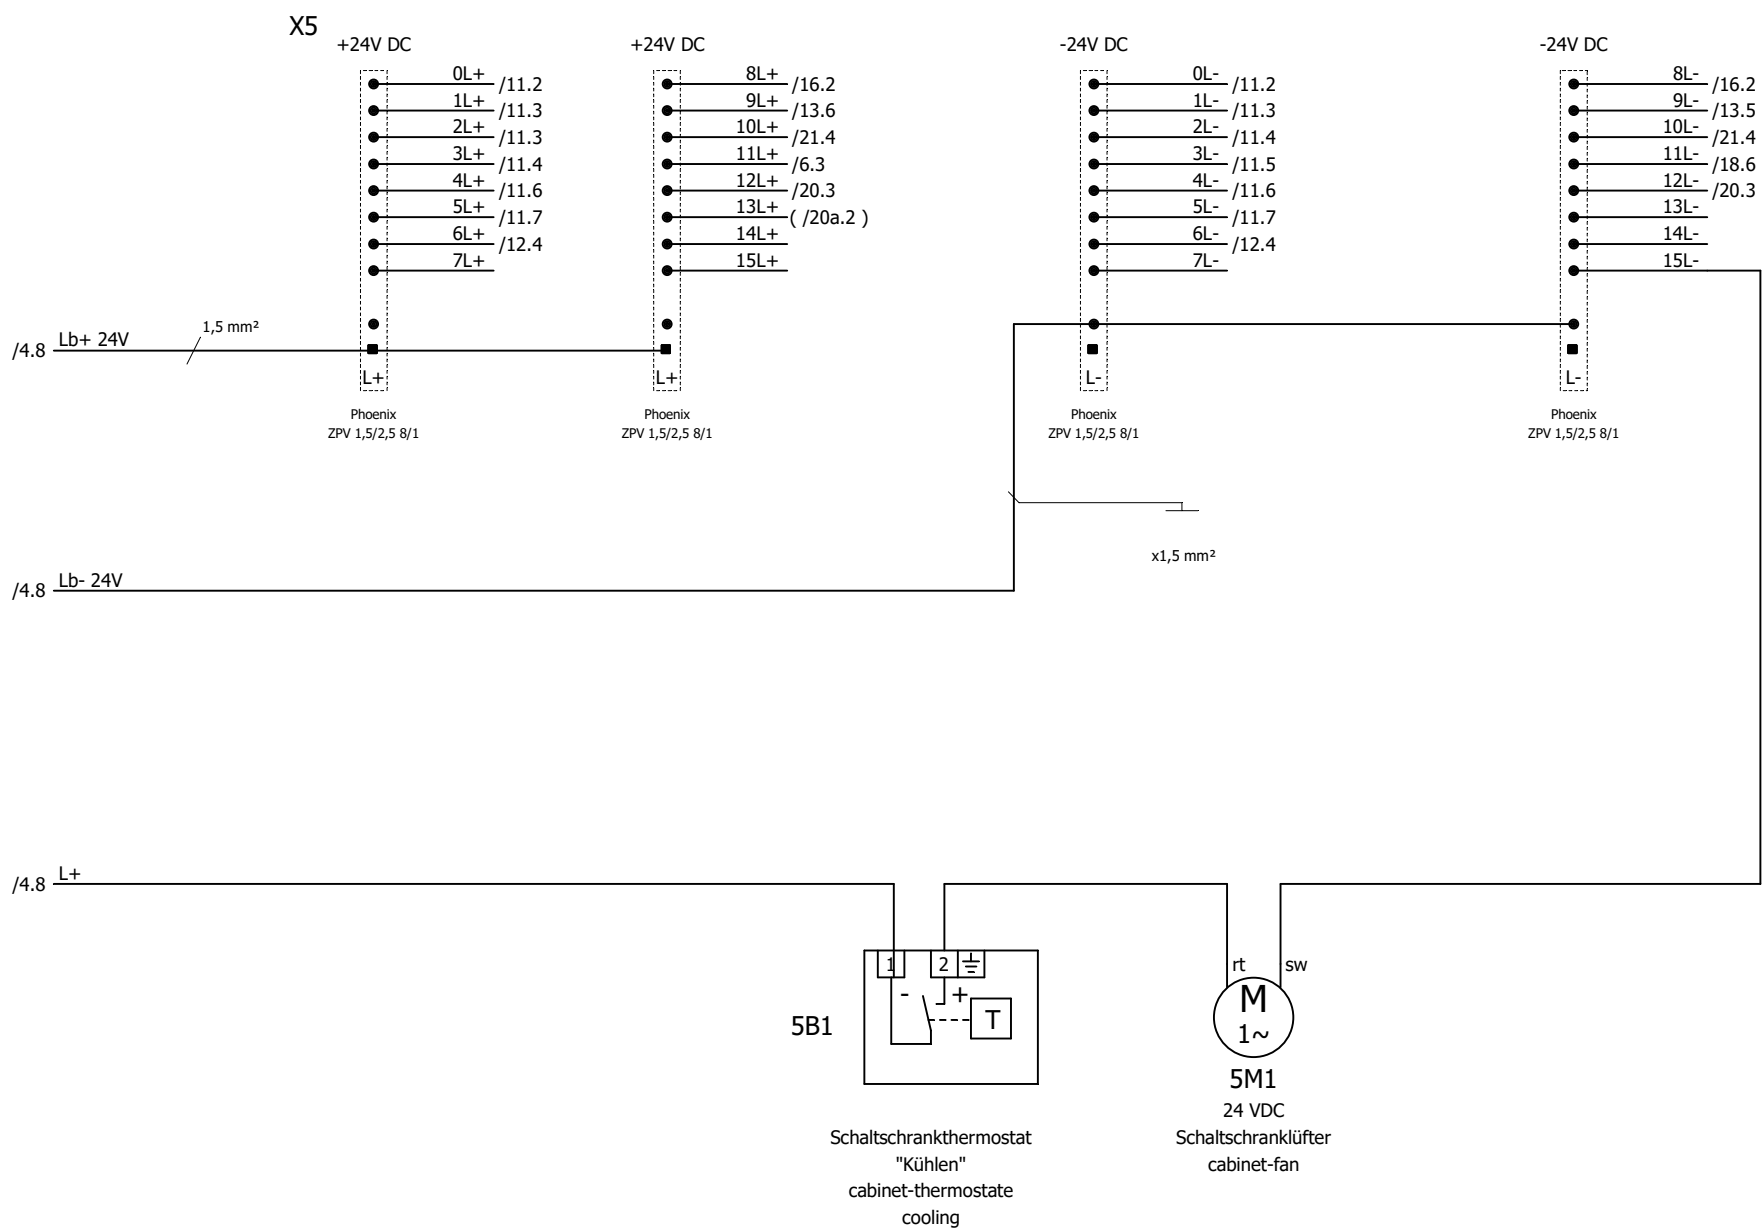 X5
+24V DC
0L+ /11.2
1L+ /11.3
2L+ /11.3
3L+ /11.4
4L+ /11.6
5L+ /11.7
6L+ /12.4
7L+
L+
Phoenix
ZPV 1,5/2,5 8/1
+24V DC
8L+ /16.2
9L+ /13.6
10L+ /21.4
11L+ /6.3
12L+ /20.3
13L+ ( /20a.2 )
14L+
15L+
L+
Phoenix
ZPV 1,5/2,5 8/1
-24V DC
0L- /11.2
1L- /11.3
2L- /11.4
3L- /11.5
4L- /11.6
5L- /11.7
6L- /12.4
7L-
L-
Phoenix
ZPV 1,5/2,5 8/1
-24V DC
8L- /16.2
9L- /13.5
10L- /21.4
11L- /18.6
12L- /20.3
13L-
14L-
15L-
L-
Phoenix
ZPV 1,5/2,5 8/1
/4.8 Lb+ 24V
1,5 mm²
x1,5 mm²
/4.8 Lb- 24V
/4.8 L+
1 2
- +
T
5B1
Schaltschrankthermostat
"Kühlen"
cabinet-thermostate
cooling
rt sw
M
1~
5M1
24 VDC
Schaltschranklüfter
cabinet-fan